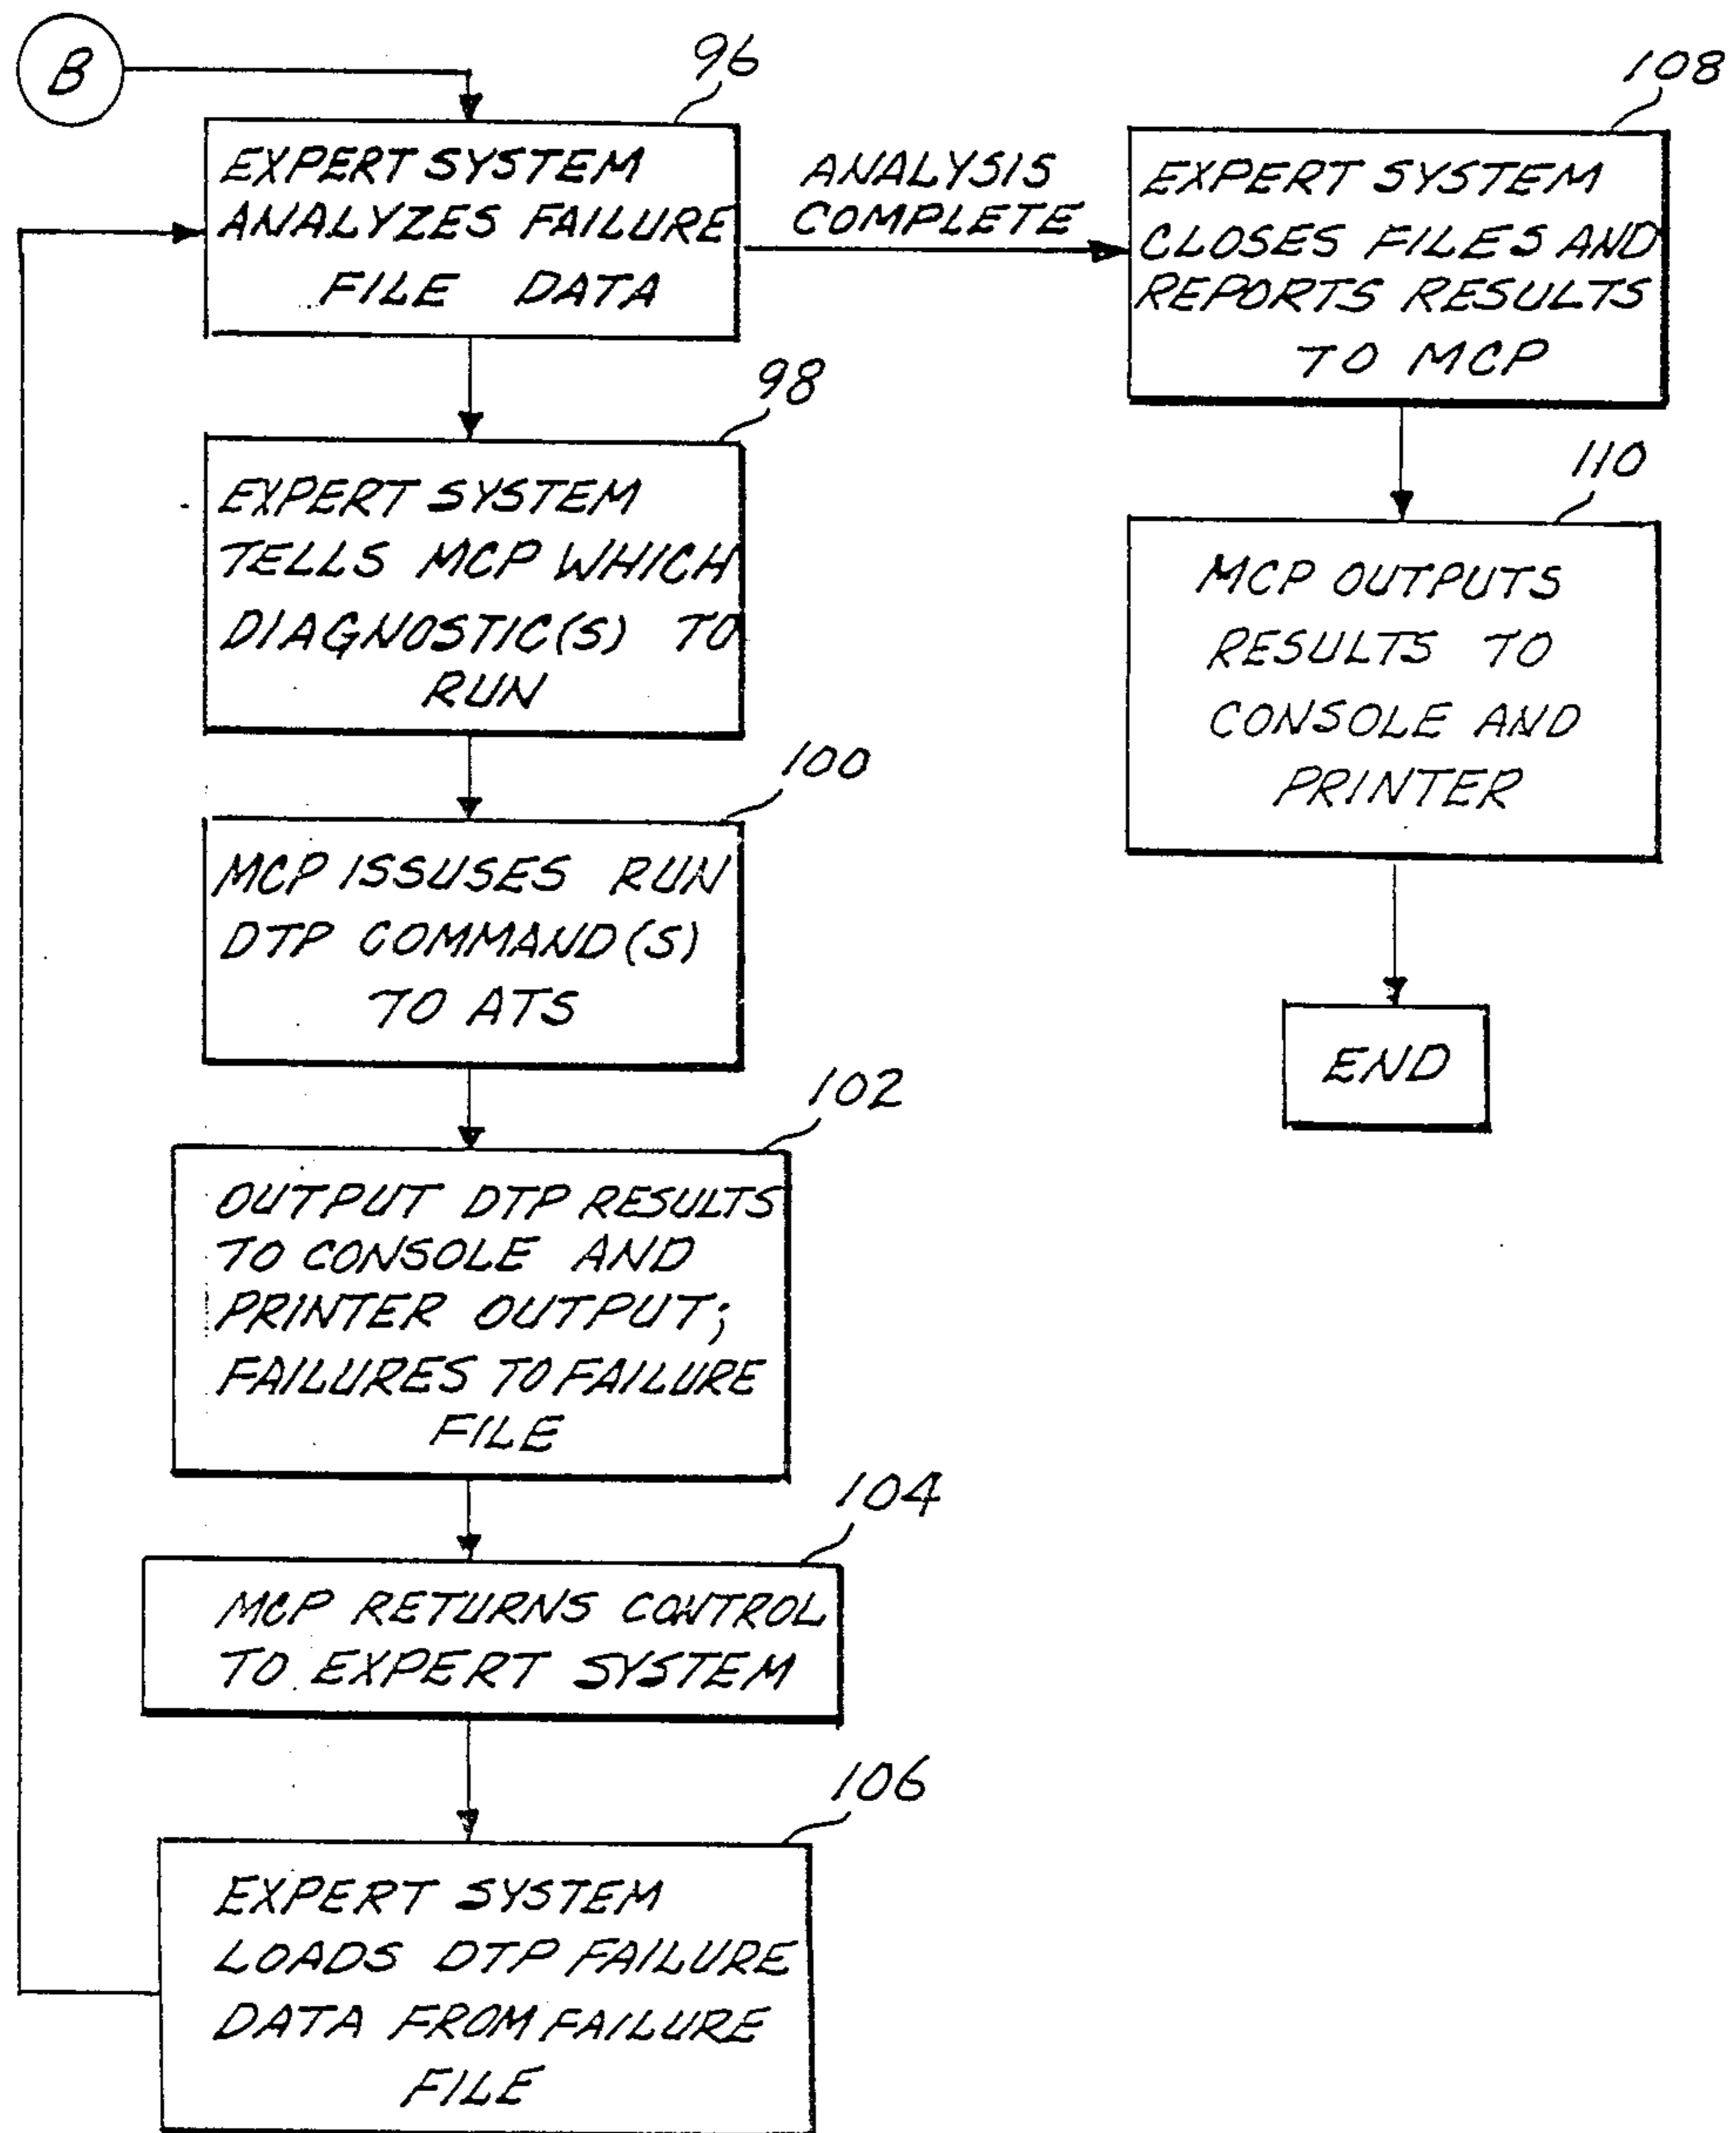 B
96
EXPERT SYSTEM
ANALYZES FAILURE
FILE DATA
ANALYSIS
COMPLETE
108
EXPERT SYSTEM
CLOSES FILES AND
REPORTS RESULTS
TO MCP
98
EXPERT SYSTEM
TELLS MCP WHICH
DIAGNOSTIC(S) TO
RUN
110
MCP OUTPUTS
RESULTS TO
CONSOLE AND
PRINTER
100
MCP ISSUSES RUN
DTP COMMAND(S)
TO ATS
END
102
OUTPUT DTP RESULTS
TO CONSOLE AND
PRINTER OUTPUT;
FAILURES TO FAILURE
FILE
104
MCP RETURNS CONTROL
TO EXPERT SYSTEM
106
EXPERT SYSTEM
LOADS DTP FAILURE
DATA FROM FAILURE
FILE